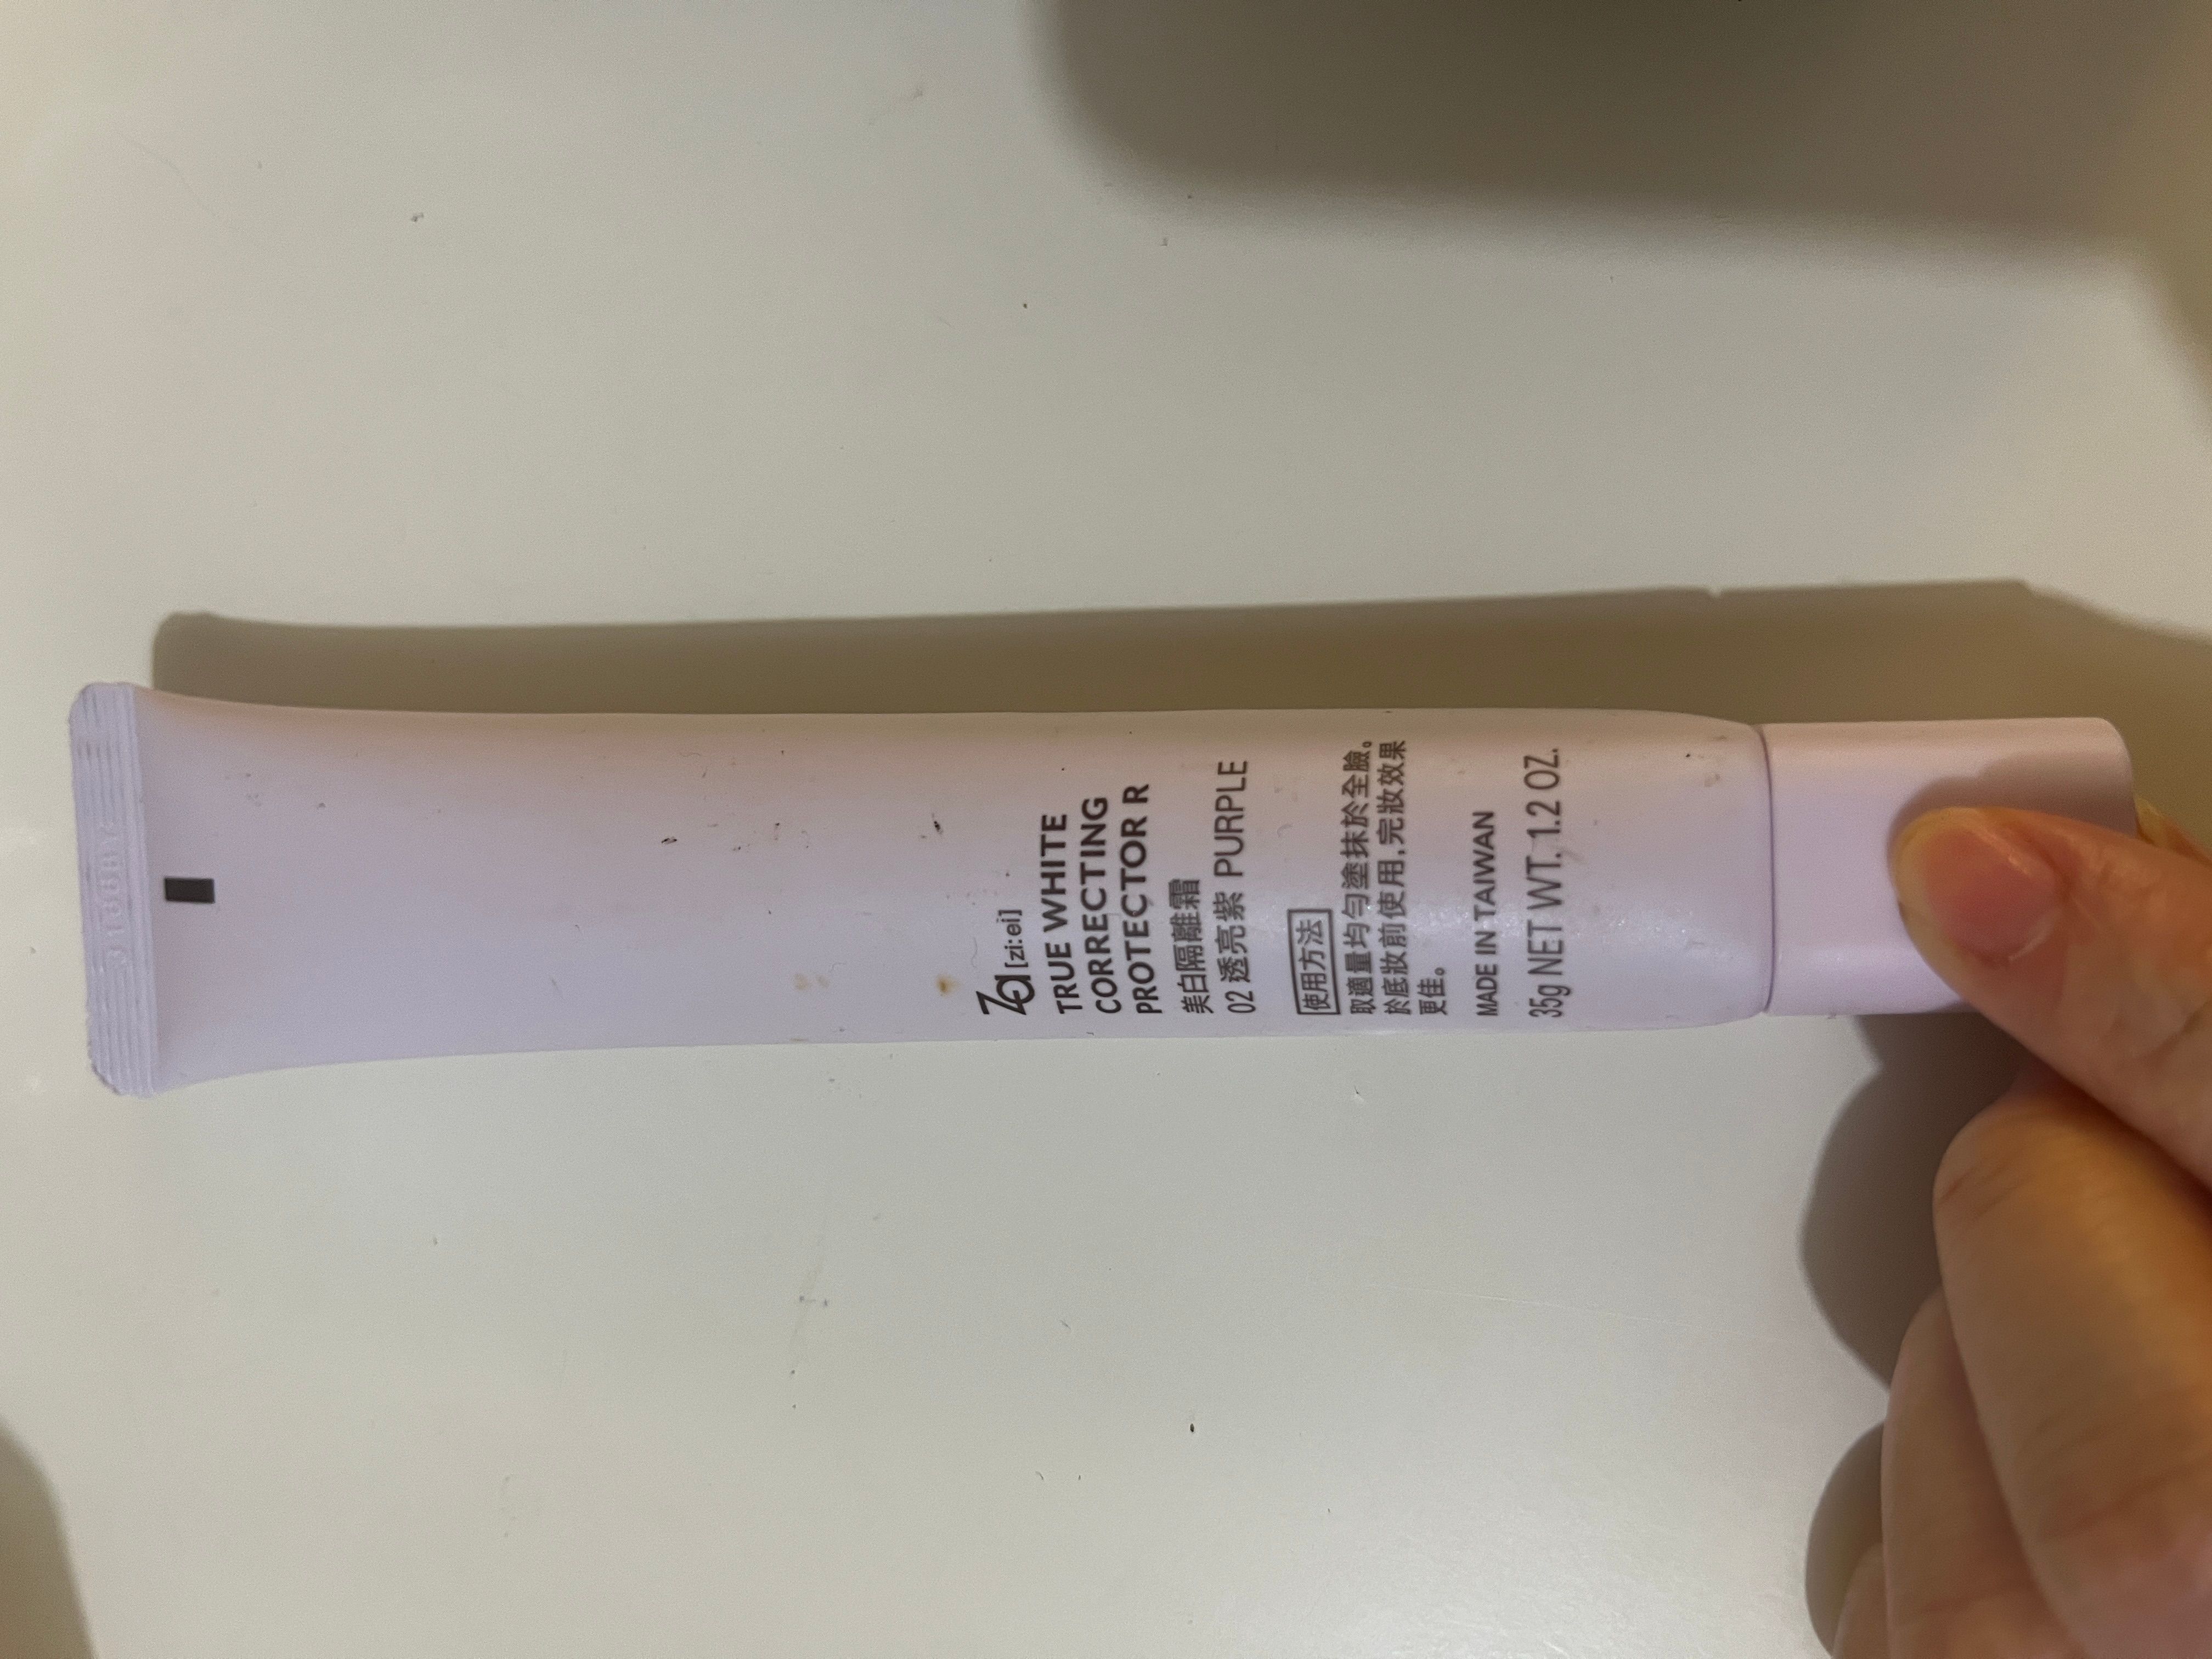 Za [zi:ei]
TRUE WHITE
CORRECTING
PROTECTOR R
美白隔離霜
02 透亮紫 PURPLE
使用方法
取適量均勻塗抹於全臉。
於底妝前使用,完妝效果
更佳。
MADE IN TAIWAN
35g NET WT. 1.2 OZ.